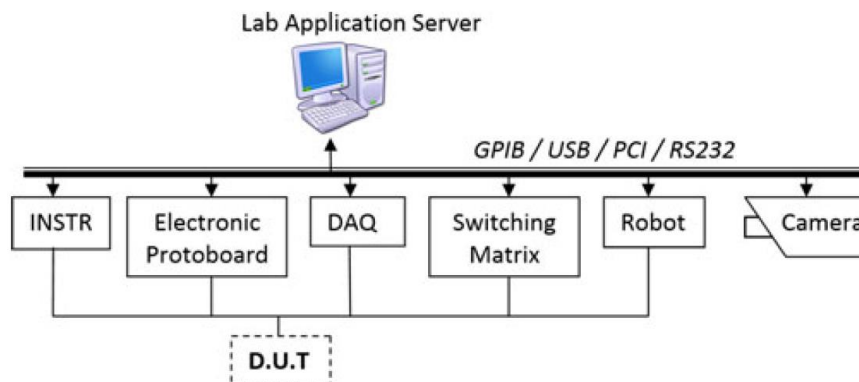 Lab Application Server
GPIB / USB / PCI / RS232
INSTR
Electronic
Protoboard
DAQ
Switching
Matrix
Robot
Camera
D.U.T